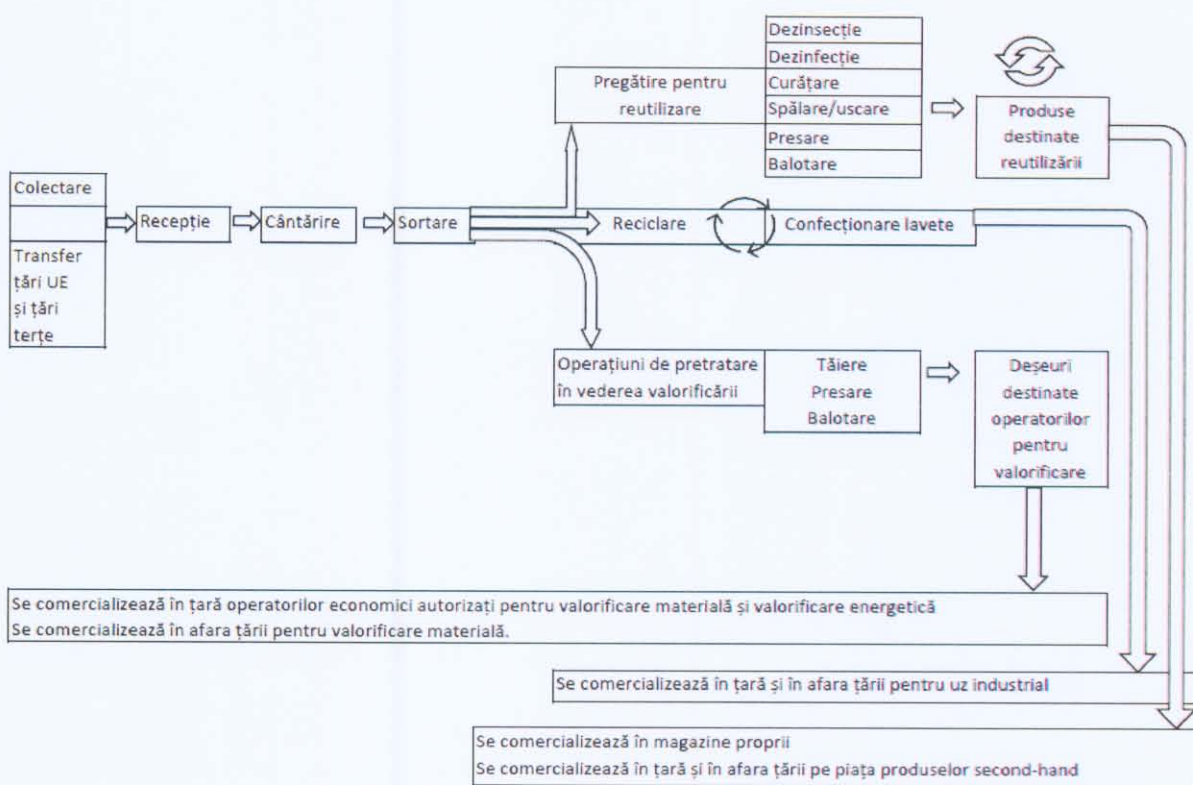 Colectare
Transfer
țări UE
și țări
terțe
Recepție
Cântărire
Sortare
Pregătire pentru
reutilizare
Dezinsecție
Dezinfecție
Curățare
Spălare/uscare
Presare
Balotare
Produse
destinate
reutilizării
Reciclare
Confecționare lavete
Operațiuni de pretratare
în vederea valorificării
Tăiere
Presare
Balotare
Deșeuri
destinate
operatorilor
pentru
valorificare
Se comercializează în țară operatorilor economici autorizați pentru valorificare materială și valorificare energetică
Se comercializează în afara țării pentru valorificare materială.
Se comercializează în țară și în afara țării pentru uz industrial
Se comercializează în magazine proprii
Se comercializează în țară și în afara țării pe piața produselor second-hand